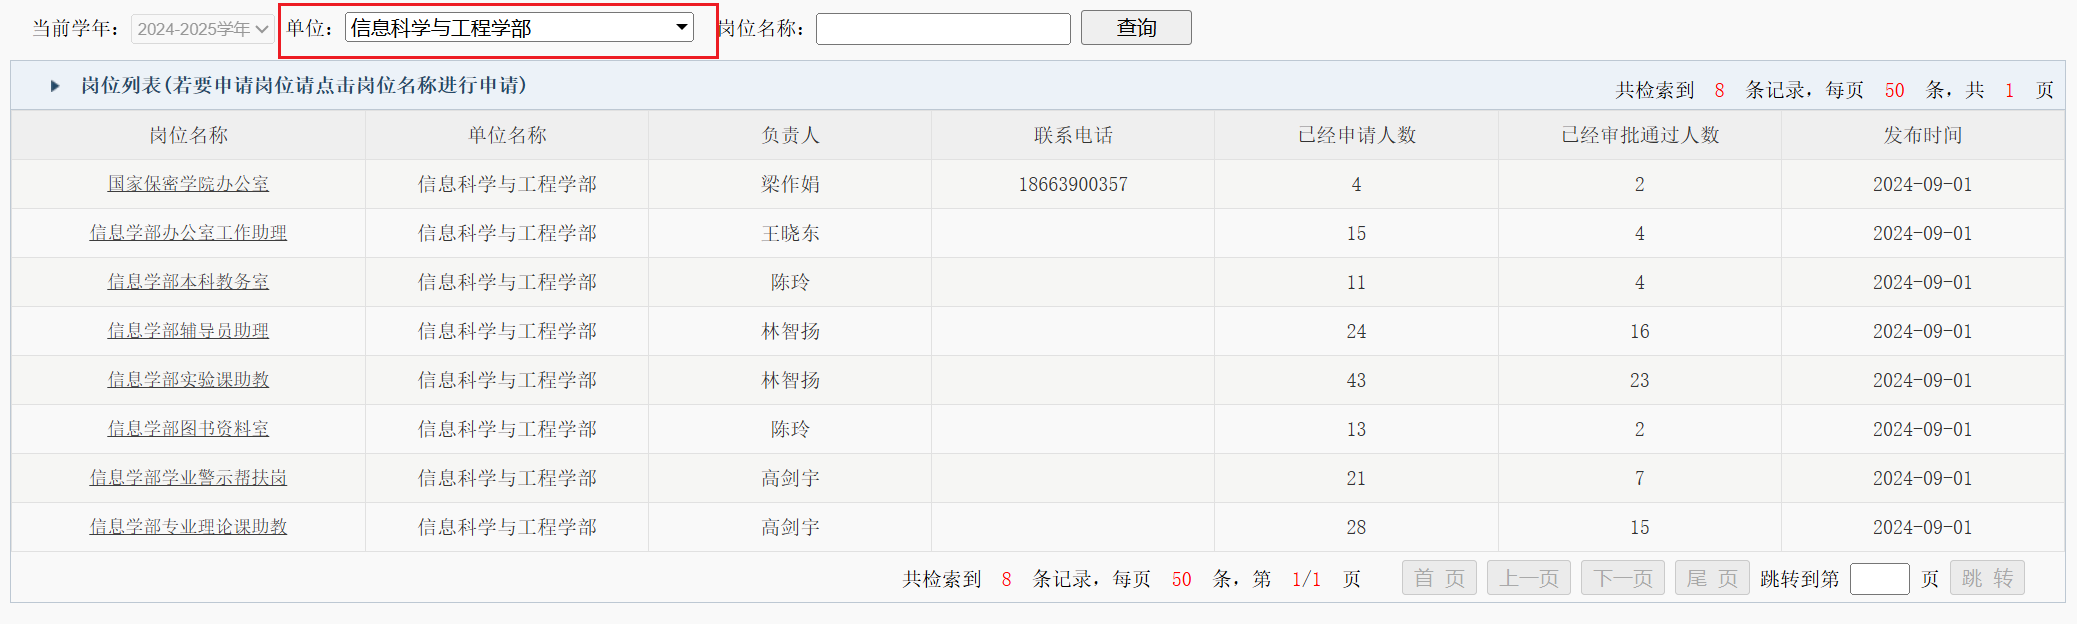 当前学年： 2024-2025学年 单位： 信息科学与工程学部 岗位名称： 查询
岗位列表(若要申请岗位请点击岗位名称进行申请) 共检索到 8 条记录，每页 50 条，共 1 页
岗位名称 单位名称 负责人 联系电话 已经申请人数 已经审批通过人数 发布时间
国家保密学院办公室 信息科学与工程学部 梁作娟 18663900357 4 2 2024-09-01
信息学部办公室工作助理 信息科学与工程学部 王晓东 15 4 2024-09-01
信息学部本科教务室 信息科学与工程学部 陈玲 11 4 2024-09-01
信息学部辅导员助理 信息科学与工程学部 林智扬 24 16 2024-09-01
信息学部实验课助教 信息科学与工程学部 林智扬 43 23 2024-09-01
信息学部图书资料室 信息科学与工程学部 陈玲 13 2 2024-09-01
信息学部学业警示帮扶岗 信息科学与工程学部 高剑宇 21 7 2024-09-01
信息学部专业理论课助教 信息科学与工程学部 高剑宇 28 15 2024-09-01
共检索到 8 条记录，每页 50 条，第 1/1 页 首 页 上一页 下一页 尾 页 跳转到第 页 跳 转